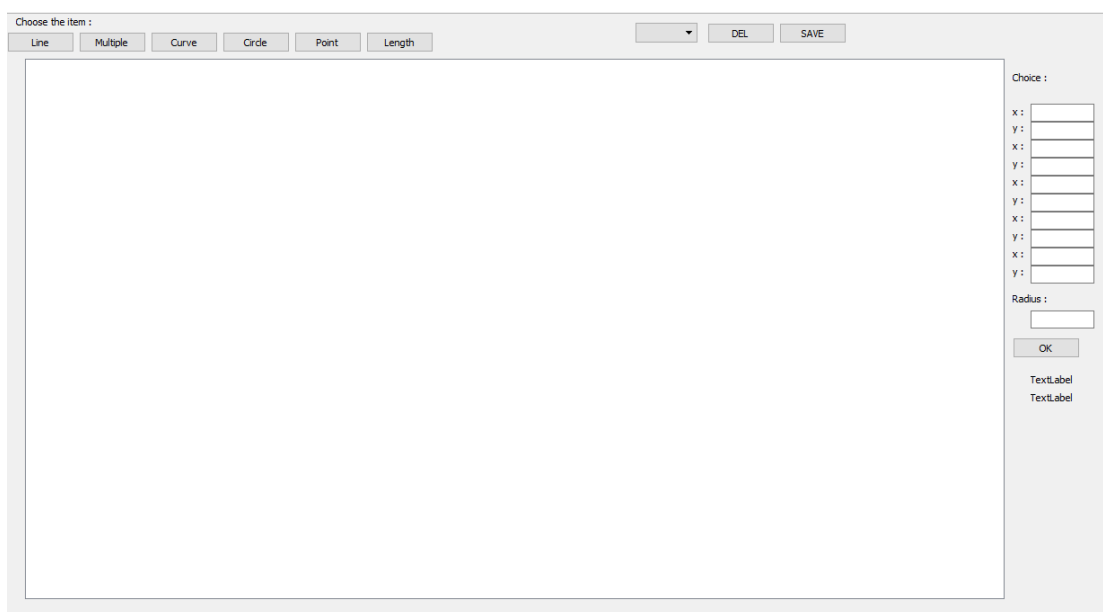 Choose the item :
Line Multiple Curve Circle Point Length DEL SAVE
Choice :
x :
y :
x :
y :
x :
y :
x :
y :
x :
y :
Radius :
OK
TextLabel
TextLabel